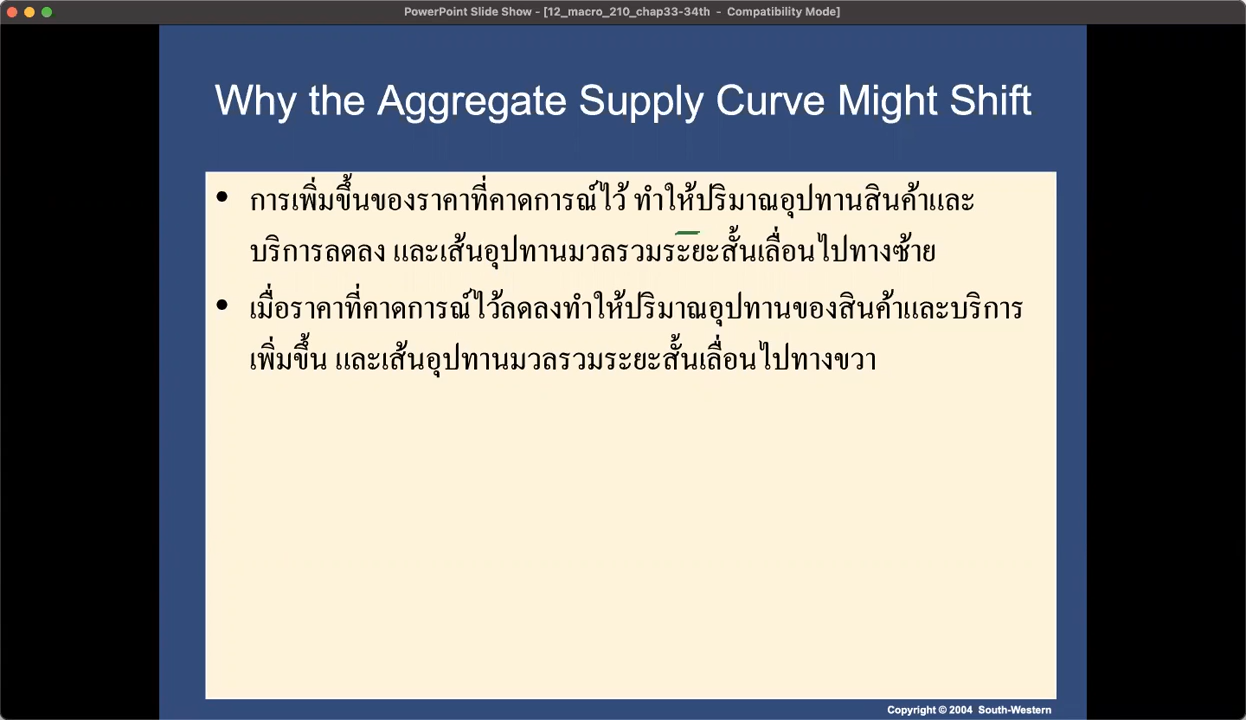 PowerPoint Slide Show - [12_macro_210_chap33-34th - Compatibility Mode]
Why the Aggregate Supply Curve Might Shift
• การเพิ่มขึ้นของราคาที่คาดการณ์ไว้ ทำให้ปริมาณอุปทานสินค้าและ
บริการลดลง และเส้นอุปทานมวลรวมระยะสั้นเลื่อนไปทางซ้าย
• เมื่อราคาที่คาดการณ์ไว้ลดลงทำให้ปริมาณอุปทานของสินค้าและบริการ
เพิ่มขึ้น และเส้นอุปทานมวลรวมระยะสั้นเลื่อนไปทางขวา
Copyright © 2004 South-Western